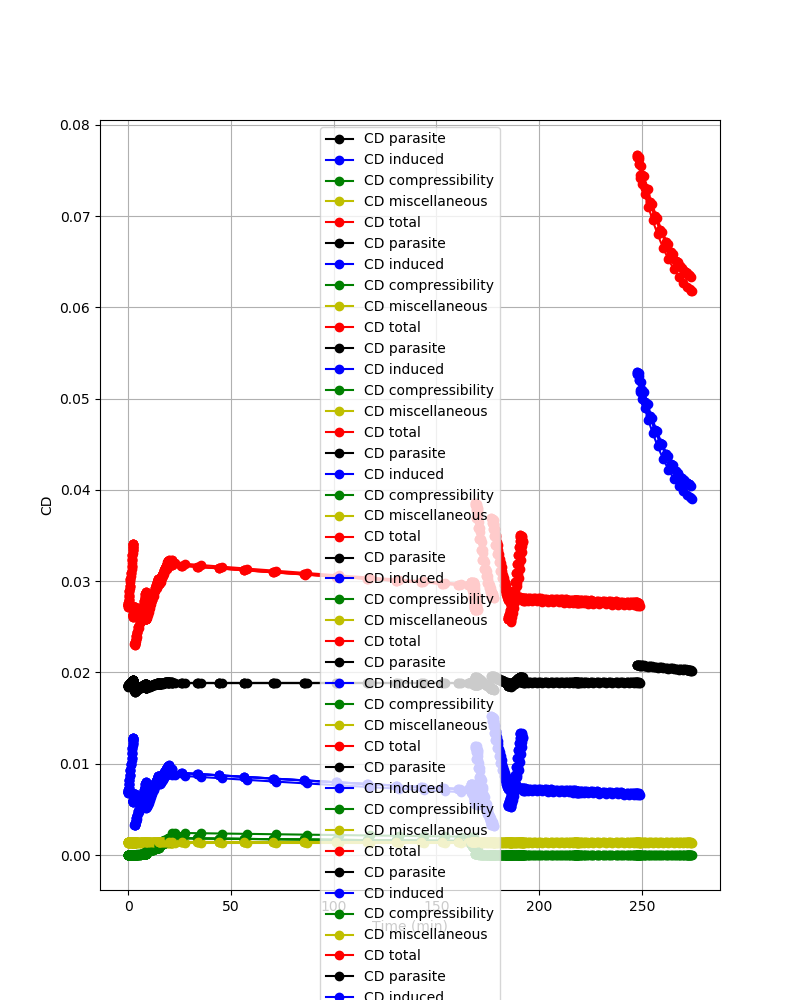 0.08
0.07
0.06
0.05
0.04
0.03
0.02
0.01
0.00
CD
0 50 100 150 200 250
Time (min)
CD parasite
CD induced
CD compressibility
CD miscellaneous
CD total
CD parasite
CD induced
CD compressibility
CD miscellaneous
CD total
CD parasite
CD induced
CD compressibility
CD miscellaneous
CD total
CD parasite
CD induced
CD compressibility
CD miscellaneous
CD total
CD parasite
CD induced
CD compressibility
CD miscellaneous
CD total
CD parasite
CD induced
CD compressibility
CD miscellaneous
CD total
CD parasite
CD induced
CD compressibility
CD miscellaneous
CD total
CD parasite
CD induced
CD compressibility
CD miscellaneous
CD total
CD parasite
CD induced